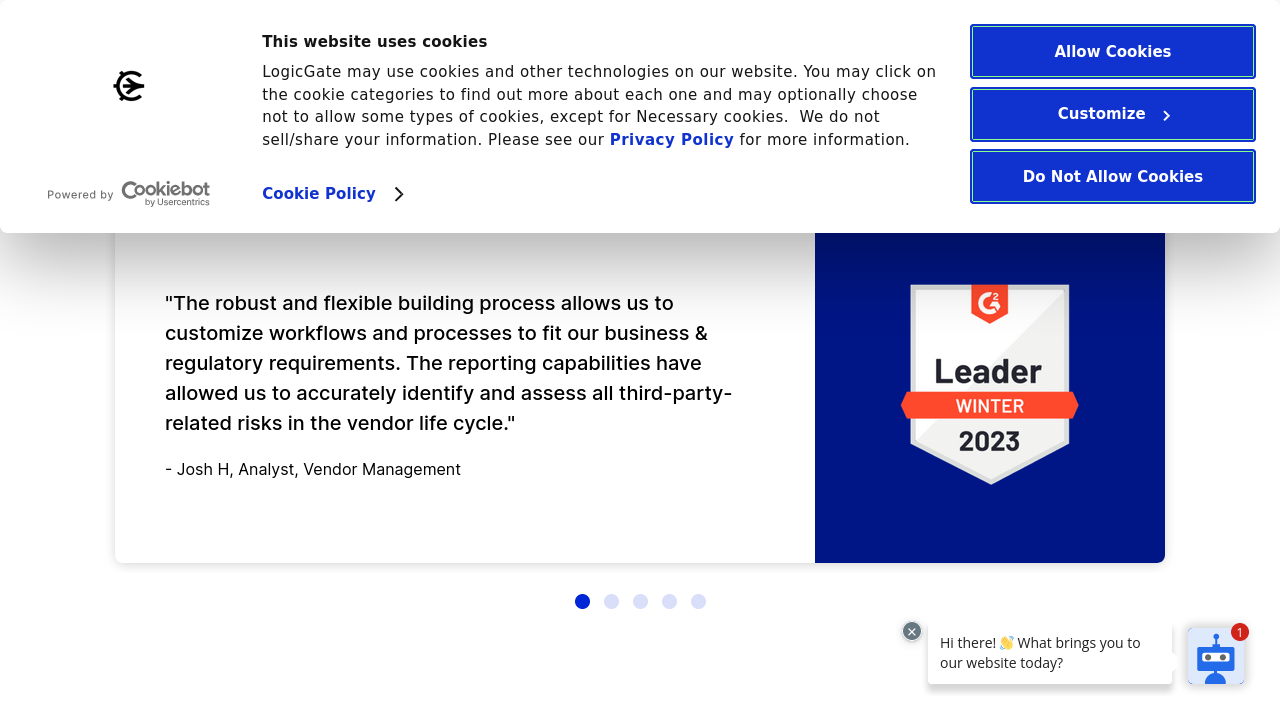 This website uses cookies
LogicGate may use cookies and other technologies on our website. You may click on
the cookie categories to find out more about each one and may optionally choose
not to allow some types of cookies, except for Necessary cookies.  We do not
sell/share your information. Please see our Privacy Policy for more information.
Cookie Policy
Powered by Cookiebot
by Usercentrics
Allow Cookies
Customize
Do Not Allow Cookies
"The robust and flexible building process allows us to
customize workflows and processes to fit our business &
regulatory requirements. The reporting capabilities have
allowed us to accurately identify and assess all third-party-
related risks in the vendor life cycle."
- Josh H, Analyst, Vendor Management
G2
Leader
WINTER
2023
Hi there! 👋 What brings you to
our website today?
1